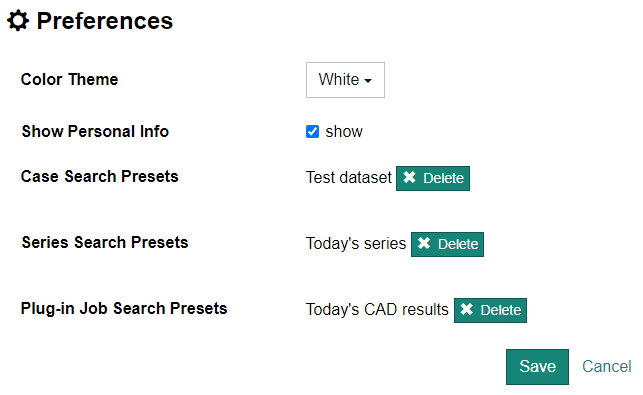 Preferences
Color Theme White
Show Personal Info show
Case Search Presets Test dataset Delete
Series Search Presets Today's series Delete
Plug-in Job Search Presets Today's CAD results Delete
Save Cancel